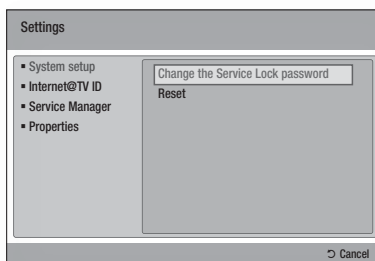 Settings
▪ System setup
▪ Internet@TV ID
▪ Service Manager
▪ Properties
Change the Service Lock password
Reset
⮌ Cancel